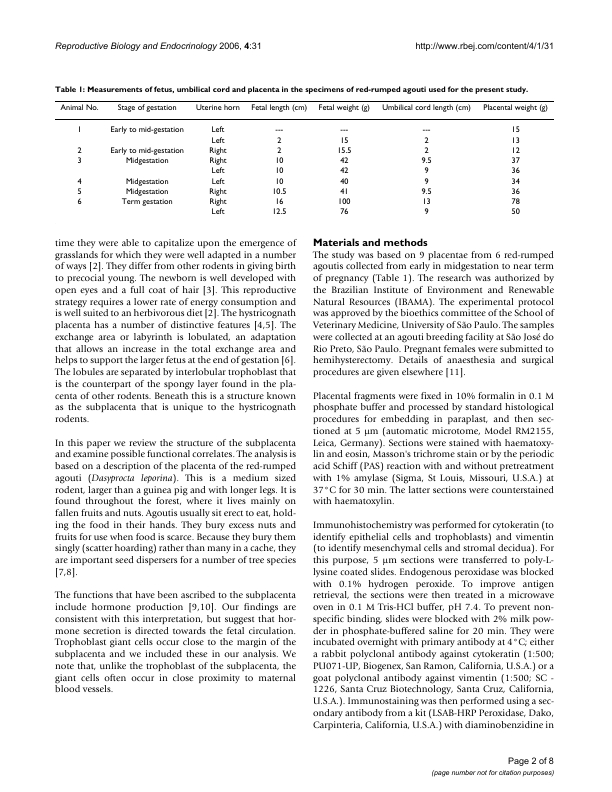 Reproductive Biology and Endocrinology 2006, 4:31
http://www.rbej.com/content/4/1/31
Table 1: Measurements of fetus, umbilical cord and placenta in the specimens of red-rumped agouti used for the present study.
Animal No. Stage of gestation Uterine horn Fetal length (cm) Fetal weight (g) Umbilical cord length (cm) Placental weight (g)
1 Early to mid-gestation Left --- --- --- 15
Left 2 15 2 13
2 Early to mid-gestation Right 2 15.5 2 12
3 Midgestation Right 10 42 9.5 37
Left 10 42 9 36
4 Midgestation Left 10 40 9 34
5 Midgestation Right 10.5 41 9.5 36
6 Term gestation Right 16 100 13 78
Left 12.5 76 9 50
time they were able to capitalize upon the emergence of
grasslands for which they were well adapted in a number
of ways [2]. They differ from other rodents in giving birth
to precocial young. The newborn is well developed with
open eyes and a full coat of hair [3]. This reproductive
strategy requires a lower rate of energy consumption and
is well suited to an herbivorous diet [2]. The hystricognath
placenta has a number of distinctive features [4,5]. The
exchange area or labyrinth is lobulated, an adaptation
that allows an increase in the total exchange area and
helps to support the larger fetus at the end of gestation [6].
The lobules are separated by interlobular trophoblast that
is the counterpart of the spongy layer found in the pla-
centa of other rodents. Beneath this is a structure known
as the subplacenta that is unique to the hystricognath
rodents.
In this paper we review the structure of the subplacenta
and examine possible functional correlates. The analysis is
based on a description of the placenta of the red-rumped
agouti (Dasyprocta leporina). This is a medium sized
rodent, larger than a guinea pig and with longer legs. It is
found throughout the forest, where it lives mainly on
fallen fruits and nuts. Agoutis usually sit erect to eat, hold-
ing the food in their hands. They bury excess nuts and
fruits for use when food is scarce. Because they bury them
singly (scatter hoarding) rather than many in a cache, they
are important seed dispersers for a number of tree species
[7,8].
The functions that have been ascribed to the subplacenta
include hormone production [9,10]. Our findings are
consistent with this interpretation, but suggest that hor-
mone secretion is directed towards the fetal circulation.
Trophoblast giant cells occur close to the margin of the
subplacenta and we included these in our analysis. We
note that, unlike the trophoblast of the subplacenta, the
giant cells often occur in close proximity to maternal
blood vessels.
Materials and methods
The study was based on 9 placentae from 6 red-rumped
agoutis collected from early in midgestation to near term
of pregnancy (Table 1). The research was authorized by
the Brazilian Institute of Environment and Renewable
Natural Resources (IBAMA). The experimental protocol
was approved by the bioethics committee of the School of
Veterinary Medicine, University of São Paulo. The samples
were collected at an agouti breeding facility at São José do
Rio Preto, São Paulo. Pregnant females were submitted to
hemihysterectomy. Details of anaesthesia and surgical
procedures are given elsewhere [11].
Placental fragments were fixed in 10% formalin in 0.1 M
phosphate buffer and processed by standard histological
procedures for embedding in paraplast, and then sec-
tioned at 5 μm (automatic microtome, Model RM2155,
Leica, Germany). Sections were stained with haematoxy-
lin and eosin, Masson's trichrome stain or by the periodic
acid Schiff (PAS) reaction with and without pretreatment
with 1% amylase (Sigma, St Louis, Missouri, U.S.A.) at
37°C for 30 min. The latter sections were counterstained
with haematoxylin.
Immunohistochemistry was performed for cytokeratin (to
identify epithelial cells and trophoblasts) and vimentin
(to identify mesenchymal cells and stromal decidua). For
this purpose, 5 μm sections were transferred to poly-L-
lysine coated slides. Endogenous peroxidase was blocked
with 0.1% hydrogen peroxide. To improve antigen
retrieval, the sections were then treated in a microwave
oven in 0.1 M Tris-HCl buffer, pH 7.4. To prevent non-
specific binding, slides were blocked with 2% milk pow-
der in phosphate-buffered saline for 20 min. They were
incubated overnight with primary antibody at 4°C; either
a rabbit polyclonal antibody against cytokeratin (1:500;
PU071-UP, Biogenex, San Ramon, California, U.S.A.) or a
goat polyclonal antibody against vimentin (1:500; SC -
1226, Santa Cruz Biotechnology, Santa Cruz, California,
U.S.A.). Immunostaining was then performed using a sec-
ondary antibody from a kit (LSAB-HRP Peroxidase, Dako,
Carpinteria, California, U.S.A.) with diaminobenzidine in
Page 2 of 8
(page number not for citation purposes)